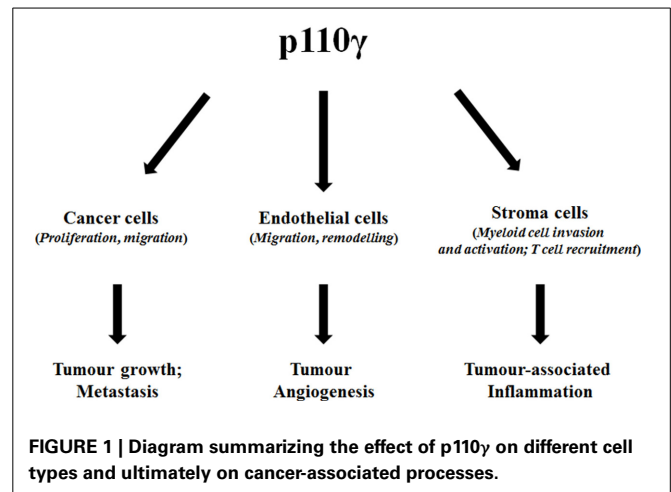 p110γ
Cancer cells
(Proliferation, migration)
Endothelial cells
(Migration, remodelling)
Stroma cells
(Myeloid cell invasion
and activation; T cell recruitment)
Tumour growth;
Metastasis
Tumour
Angiogenesis
Tumour-associated
Inflammation
FIGURE 1 | Diagram summarizing the effect of p110γ on different cell
types and ultimately on cancer-associated processes.